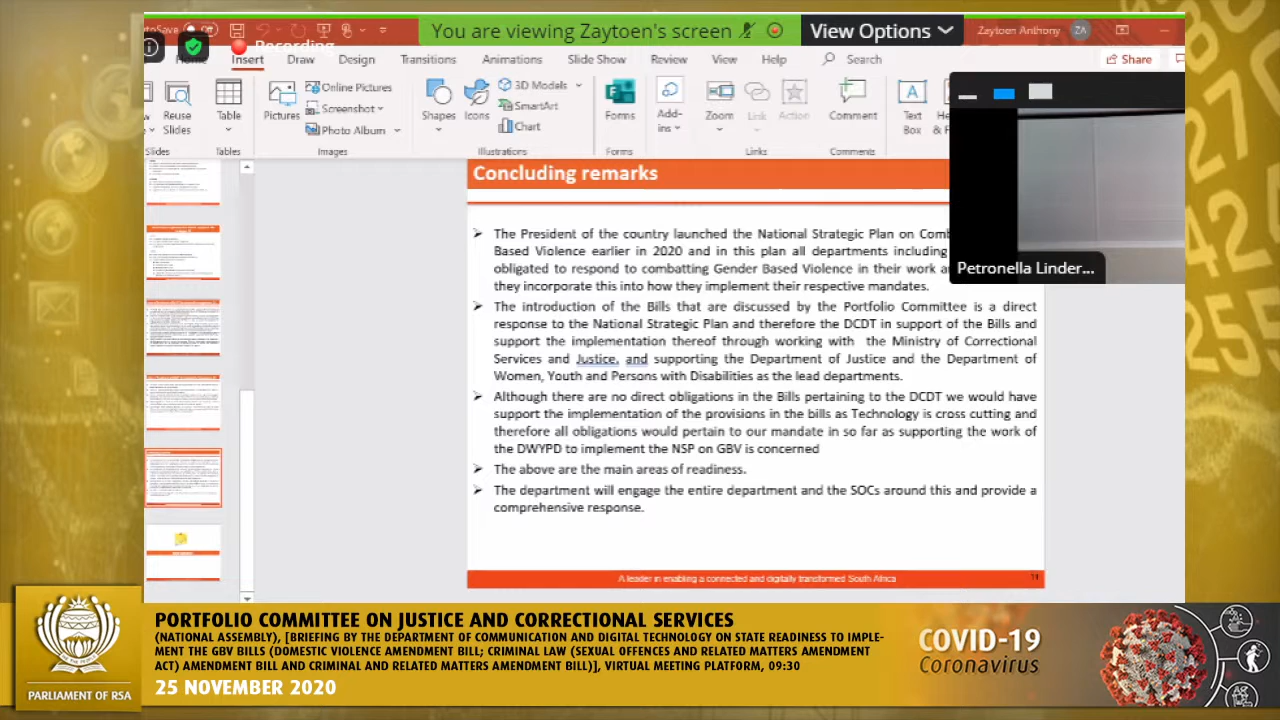 AutoSave
You are viewing Zaytoen's screen
View Options
Zaytoen Anthony
ZA
Recording
Home
Insert
Draw
Design
Transitions
Animations
Slide Show
Review
View
Help
Search
Share
Reuse
Slides
Table
Pictures
Online Pictures
Screenshot
Photo Album
Shapes
Icons
3D Models
SmartArt
Chart
Forms
Add-
ins
Zoom
Link
Action
Comment
Text
Box
Slides
Tables
Images
Illustrations
Forms
Links
Comments
Petronella Linder...
Concluding remarks
The President of the country launched the National Strategic Plan on Comb
Based Violence earlier in 2020 and in this plan all departments including
obligated to report to combatting Gender Based Violence in their work a
they incorporate this into how they implement their respective mandates.
The introduction of the Bills that are discussed by the Portfolio Committee is a direct
response to the National Strategic Plan and therefore the DCDT in support of the Bills and
support the implementation thereof through working with the Ministry of Correctional
Services and Justice, and supporting the Department of Justice and the Department of
Women, Youth and Persons with Disabilities as the lead departments.
Although there are no direct obligations in the Bills pertaining to the DCDT we would have
support the implementation of the provisions in the bills as Technology is cross cutting and
therefore all obligations would pertain to our mandate in so far as supporting the work of
the DWYPD to implement the NSP on GBV is concerned
The above are the main areas of readiness.
The department will engage the entire department and the SOCs around this and provide a
comprehensive response.
A leader in enabling a connected and digitally transformed South Africa
PARLIAMENT OF RSA
PORTFOLIO COMMITTEE ON JUSTICE AND CORRECTIONAL SERVICES
(NATIONAL ASSEMBLY), [BRIEFING BY THE DEPARTMENT OF COMMUNICATION AND DIGITAL TECHNOLOGY ON STATE READINESS TO IMPLE-
MENT THE GBV BILLS (DOMESTIC VIOLENCE AMENDMENT BILL; CRIMINAL LAW (SEXUAL OFFENCES AND RELATED MATTERS AMENDMENT
ACT) AMENDMENT BILL AND CRIMINAL AND RELATED MATTERS AMENDMENT BILL)], VIRTUAL MEETING PLATFORM, 09:30
25 NOVEMBER 2020
COVID-19
Coronavirus